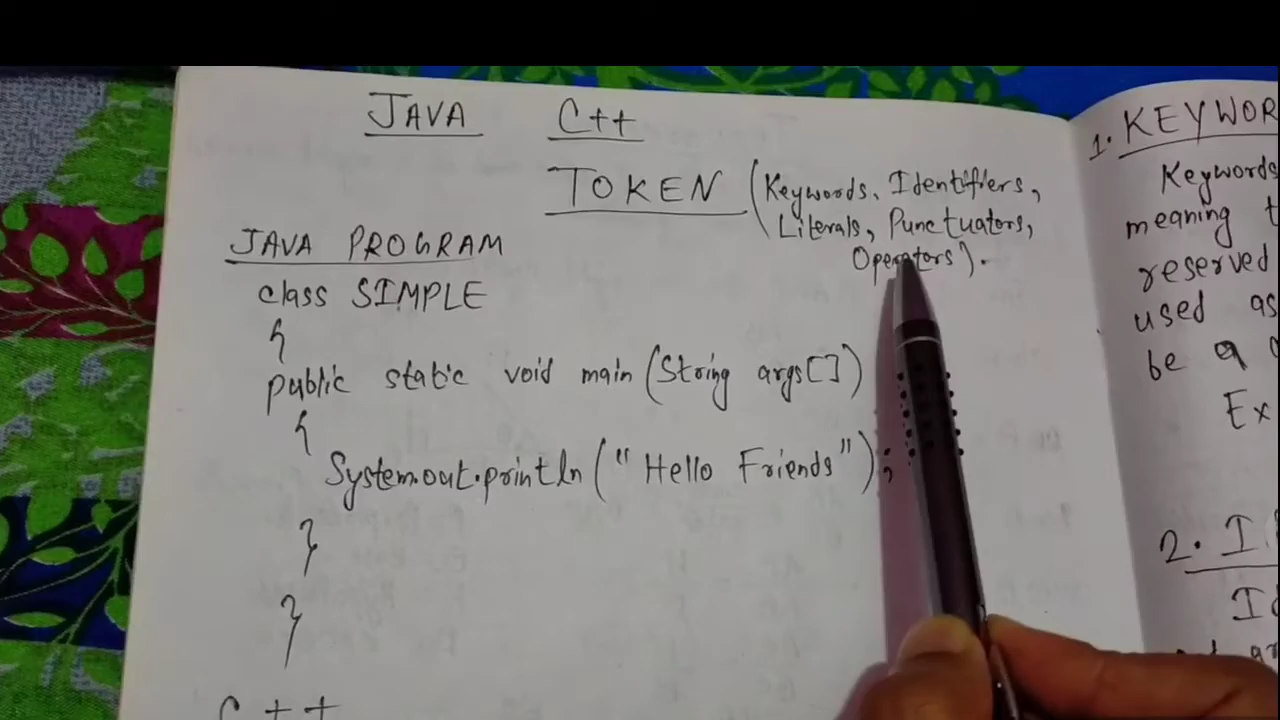 JAVA C++
TOKEN (Keywords, Identifiers,
Literals, Punctuators,
Operators).
JAVA PROGRAM
class SIMPLE
{
public static void main (String args[])
{
System.out.println ("Hello Friends");
}
}
C++
1. KEYWOR
Keywords
meaning t
reserved
used as
be a
Ex
2. I